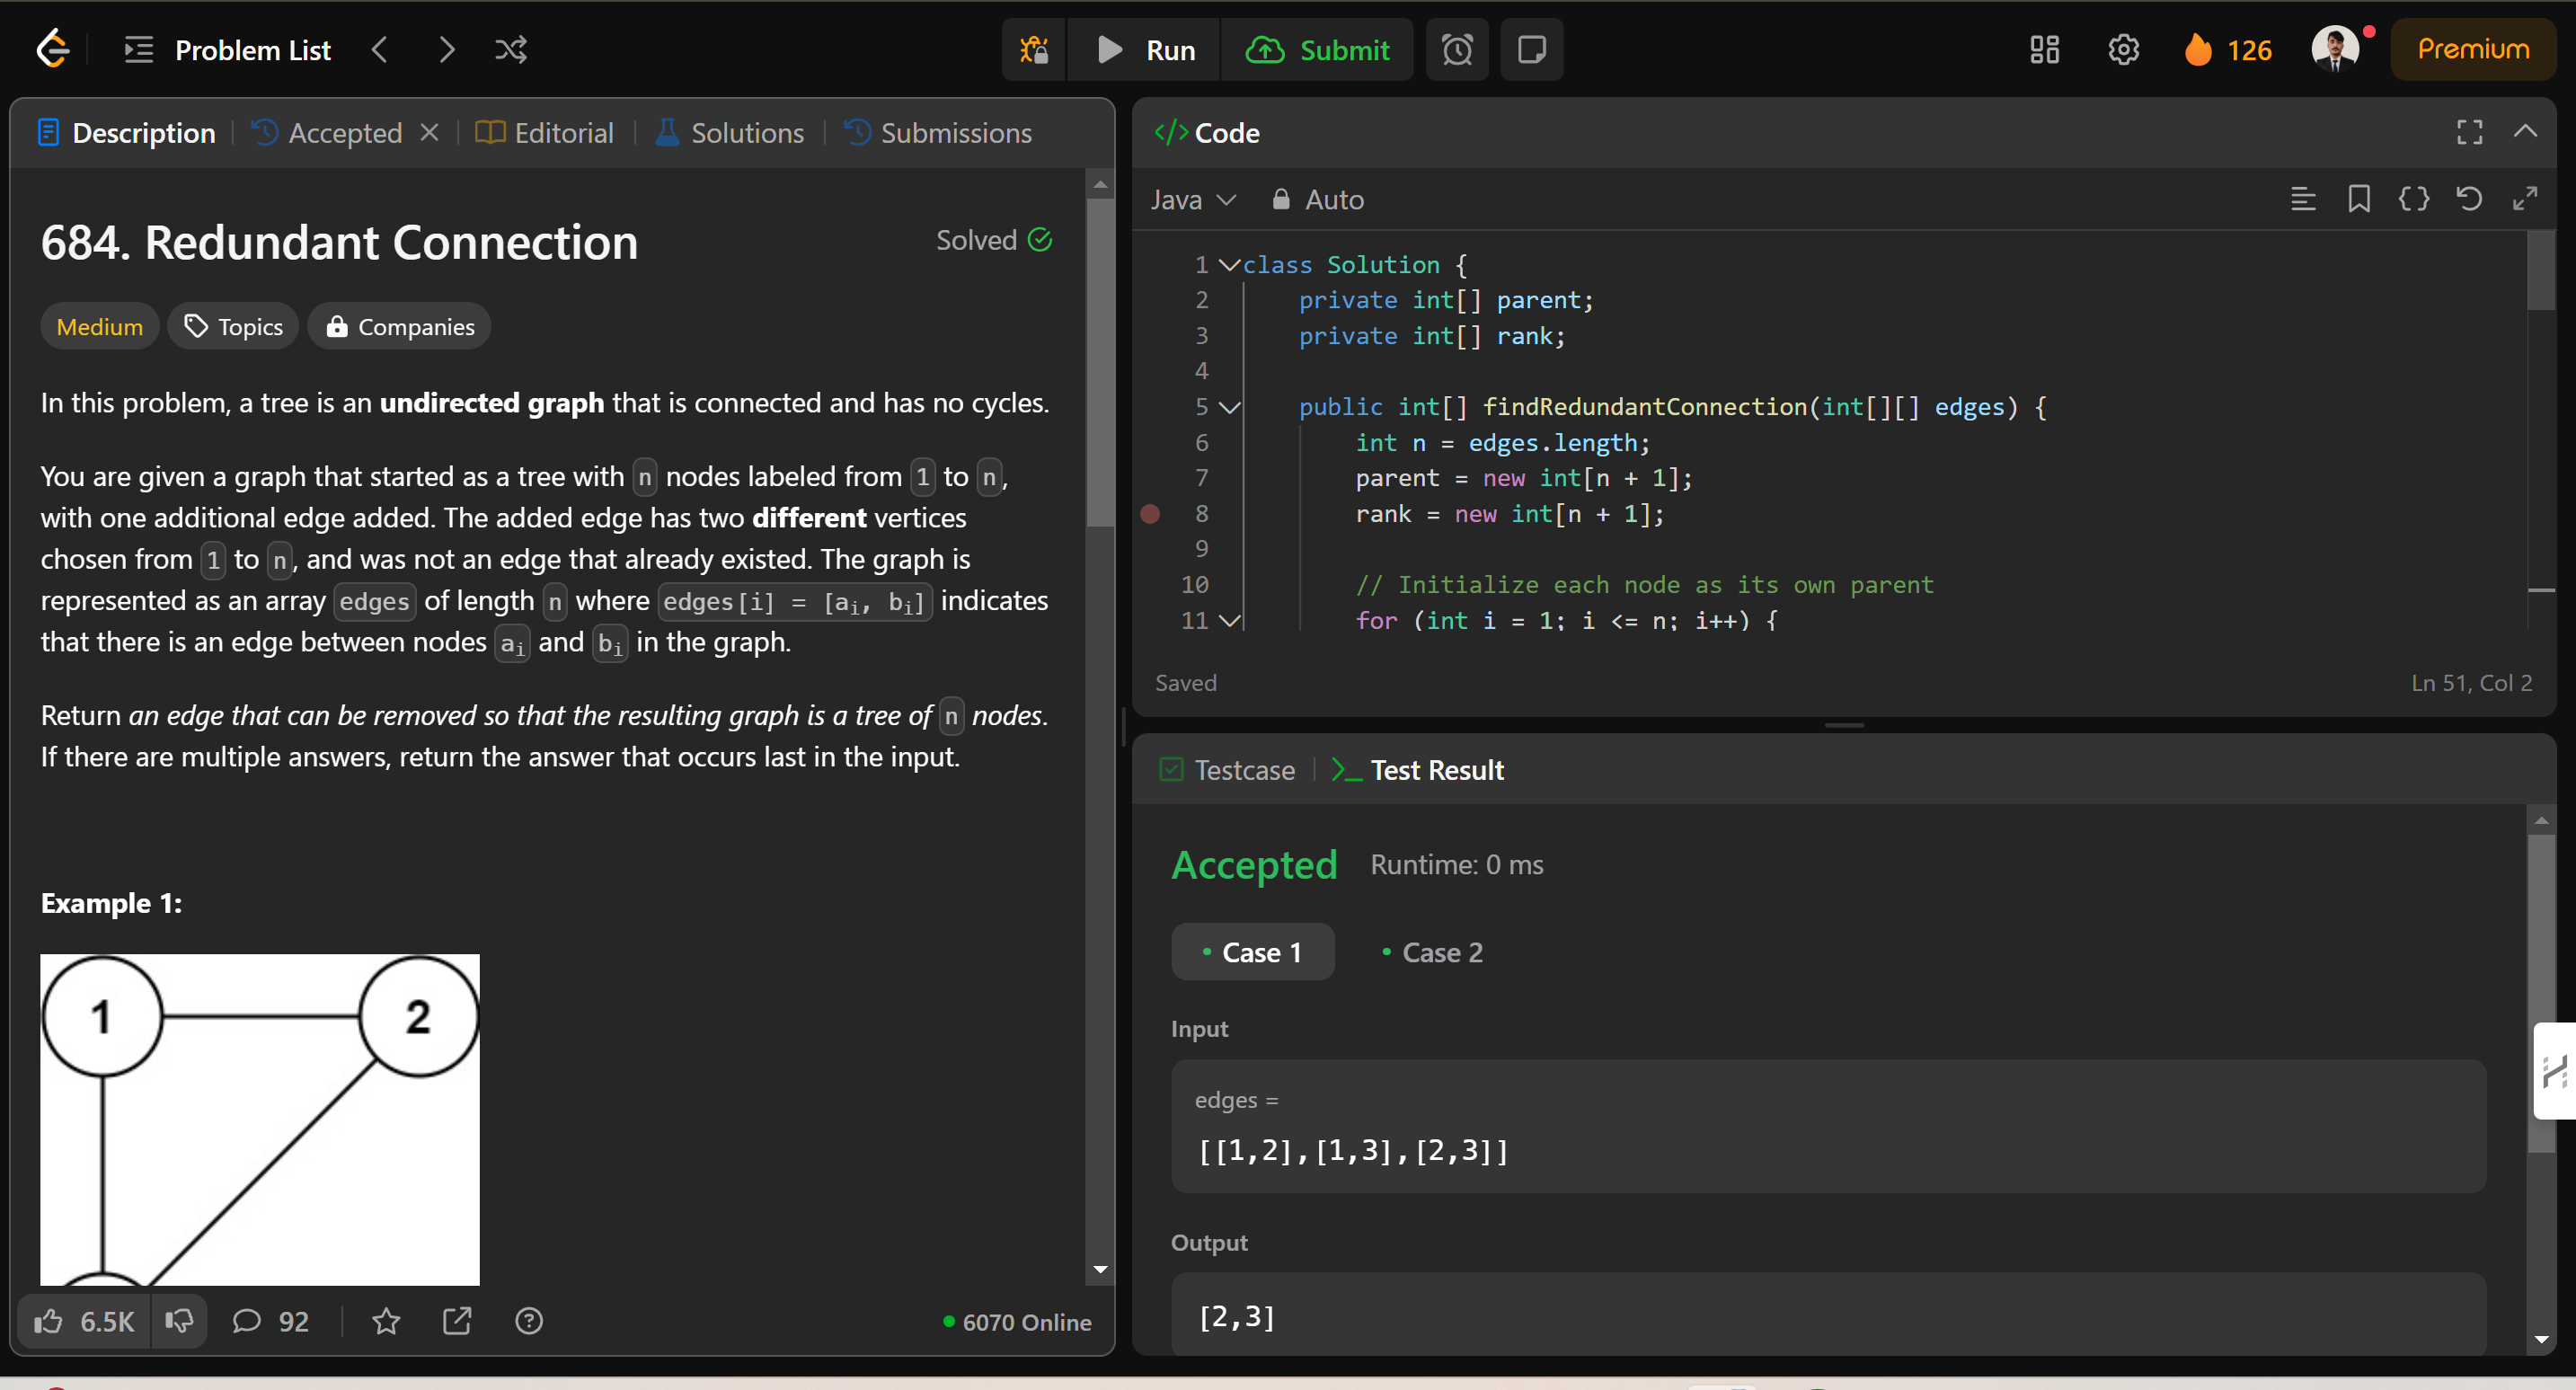 Problem List
Run
Submit
126
Premium
Description
Accepted
Editorial
Solutions
Submissions
684. Redundant Connection
Solved
Medium
Topics
Companies
In this problem, a tree is an undirected graph that is connected and has no cycles.
You are given a graph that started as a tree with n nodes labeled from 1 to n,
with one additional edge added. The added edge has two different vertices
chosen from 1 to n, and was not an edge that already existed. The graph is
represented as an array edges of length n where edges[i] = [ai, bi] indicates
that there is an edge between nodes ai and bi in the graph.
Return an edge that can be removed so that the resulting graph is a tree of n nodes.
If there are multiple answers, return the answer that occurs last in the input.
Example 1:
1
2
6.5K
92
6070 Online
Code
Java
Auto
1 class Solution {
2 private int[] parent;
3 private int[] rank;
4
5 public int[] findRedundantConnection(int[][] edges) {
6 int n = edges.length;
7 parent = new int[n + 1];
8 rank = new int[n + 1];
9
10 // Initialize each node as its own parent
11 for (int i = 1; i <= n; i++) {
Saved
Ln 51, Col 2
Testcase
Test Result
Accepted
Runtime: 0 ms
Case 1
Case 2
Input
edges =
[[1,2],[1,3],[2,3]]
Output
[2,3]